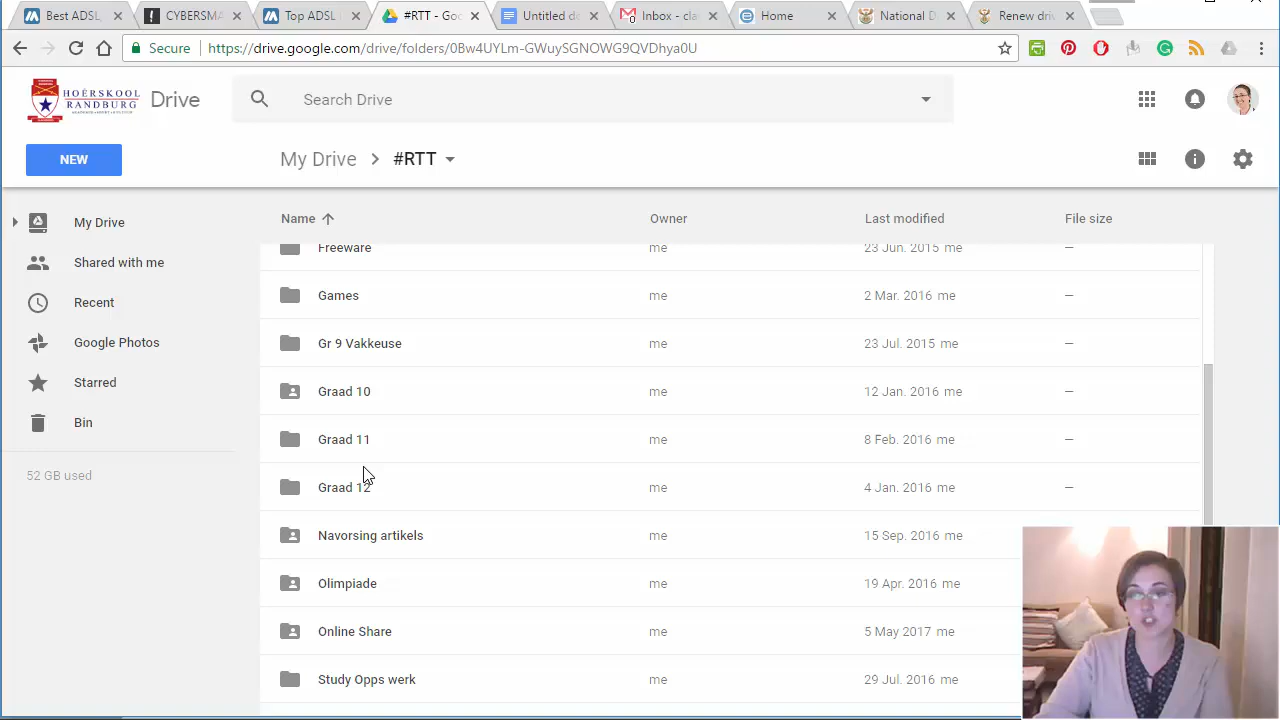 Best ADSL,
CYBERSMA
Top ADSL
#RTT - Goo
Untitled d
Inbox - cla
Home
National D
Renew driv
Secure
https://drive.google.com/drive/folders/0Bw4UYLm-GWuySGNOWG9QVDhya0U
HOËRSKOOL
RANDBURG
Drive
Search Drive
NEW
My Drive > #RTT
Name
Owner
Last modified
File size
My Drive
Shared with me
Recent
Google Photos
Starred
Bin
52 GB used
Freeware me 23 Jun. 2015 me –
Games me 2 Mar. 2016 me –
Gr 9 Vakkeuse me 23 Jul. 2015 me –
Graad 10 me 12 Jan. 2016 me –
Graad 11 me 8 Feb. 2016 me –
Graad 12 me 4 Jan. 2016 me –
Navorsing artikels me 15 Sep. 2016 me
Olimpiade me 19 Apr. 2016 me
Online Share me 5 May 2017 me
Study Opps werk me 29 Jul. 2016 me